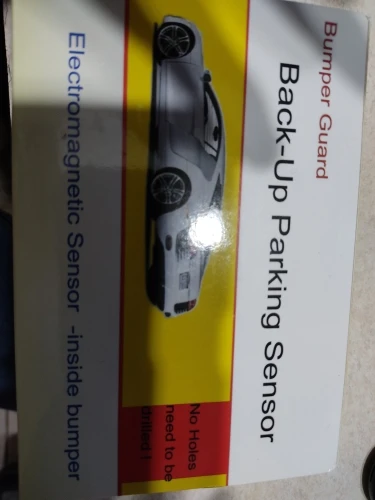 Bumper Guard
Back-Up Parking Sensor
No Holes
need to be
drilled !
Electromagnetic Sensor -inside bumper